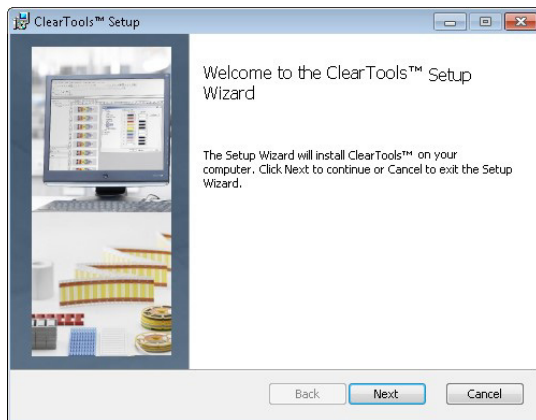 ClearTools™ Setup
Welcome to the ClearTools™ Setup
Wizard
The Setup Wizard will install ClearTools™ on your
computer. Click Next to continue or Cancel to exit the Setup
Wizard.
Back
Next
Cancel